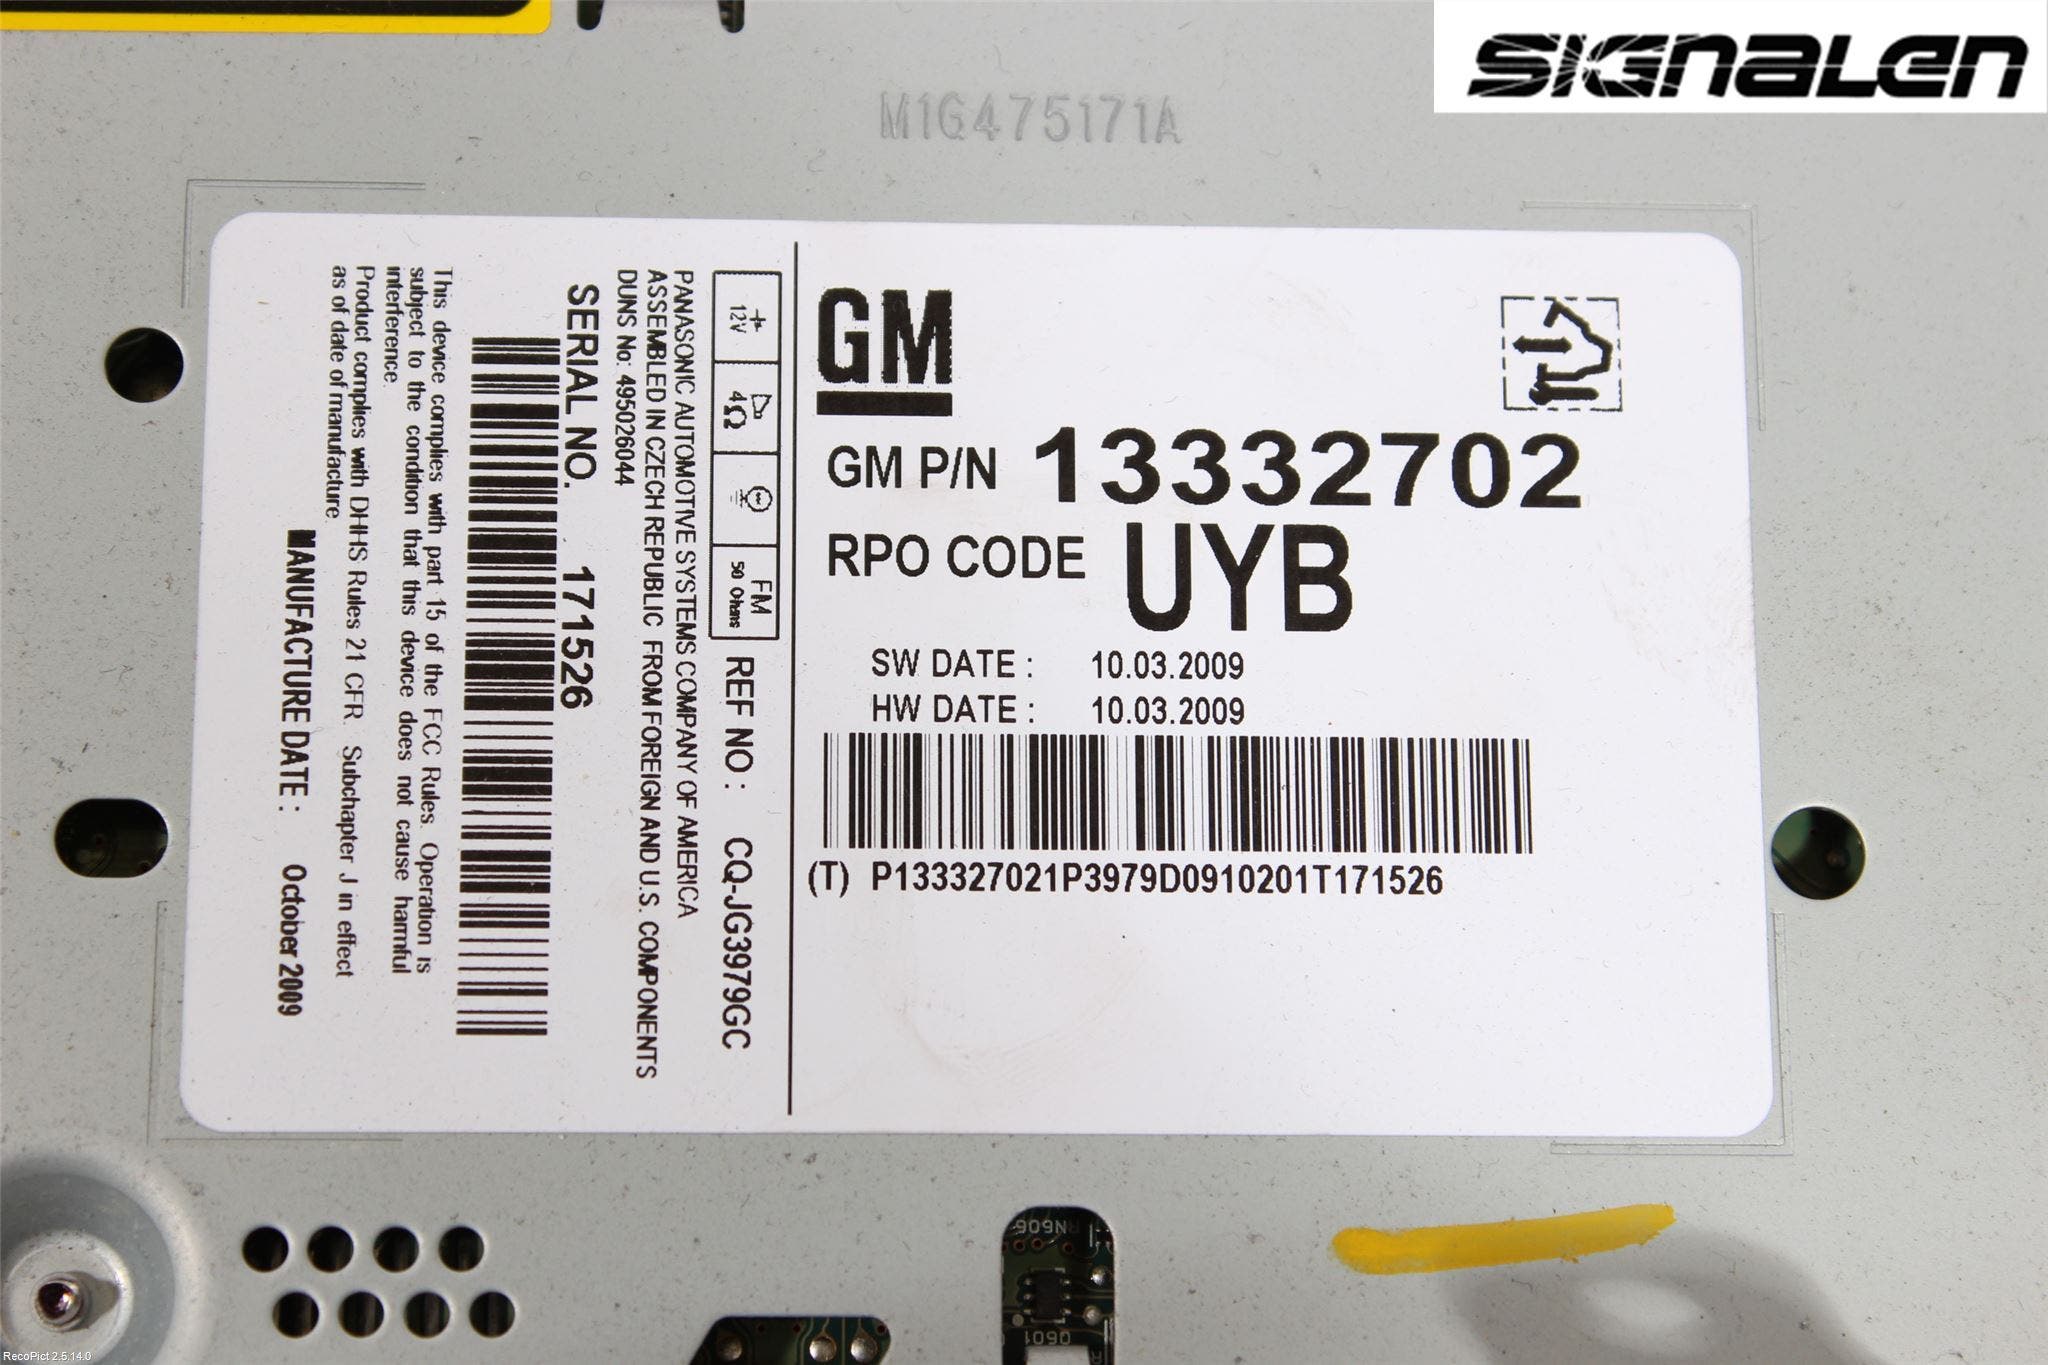 SIGNALEN
M1G475171A
GM
GM P/N 13332702
RPO CODE UYB
SW DATE : 10.03.2009
HW DATE : 10.03.2009
(T) P133327021P3979D0910201T171526
+ 12V
4Ω
FM 50 Ohms
REF NO : CQ-JG3979GC
PANASONIC AUTOMOTIVE SYSTEMS COMPANY OF AMERICA
ASSEMBLED IN CZECH REPUBLIC FROM FOREIGN AND U.S. COMPONENTS
DUNS No: 495026044
SERIAL NO. 171526
This device complies with part 15 of the FCC Rules. Operation is
subject to the condition that this device does not cause harmful
interference.
Product complies with DHHS Rules 21 CFR. Subchapter J in effect
as of date of manufacture.
MANUFACTURE DATE : October 2009
RN606
Q601
RecoPict 2.5.14.0